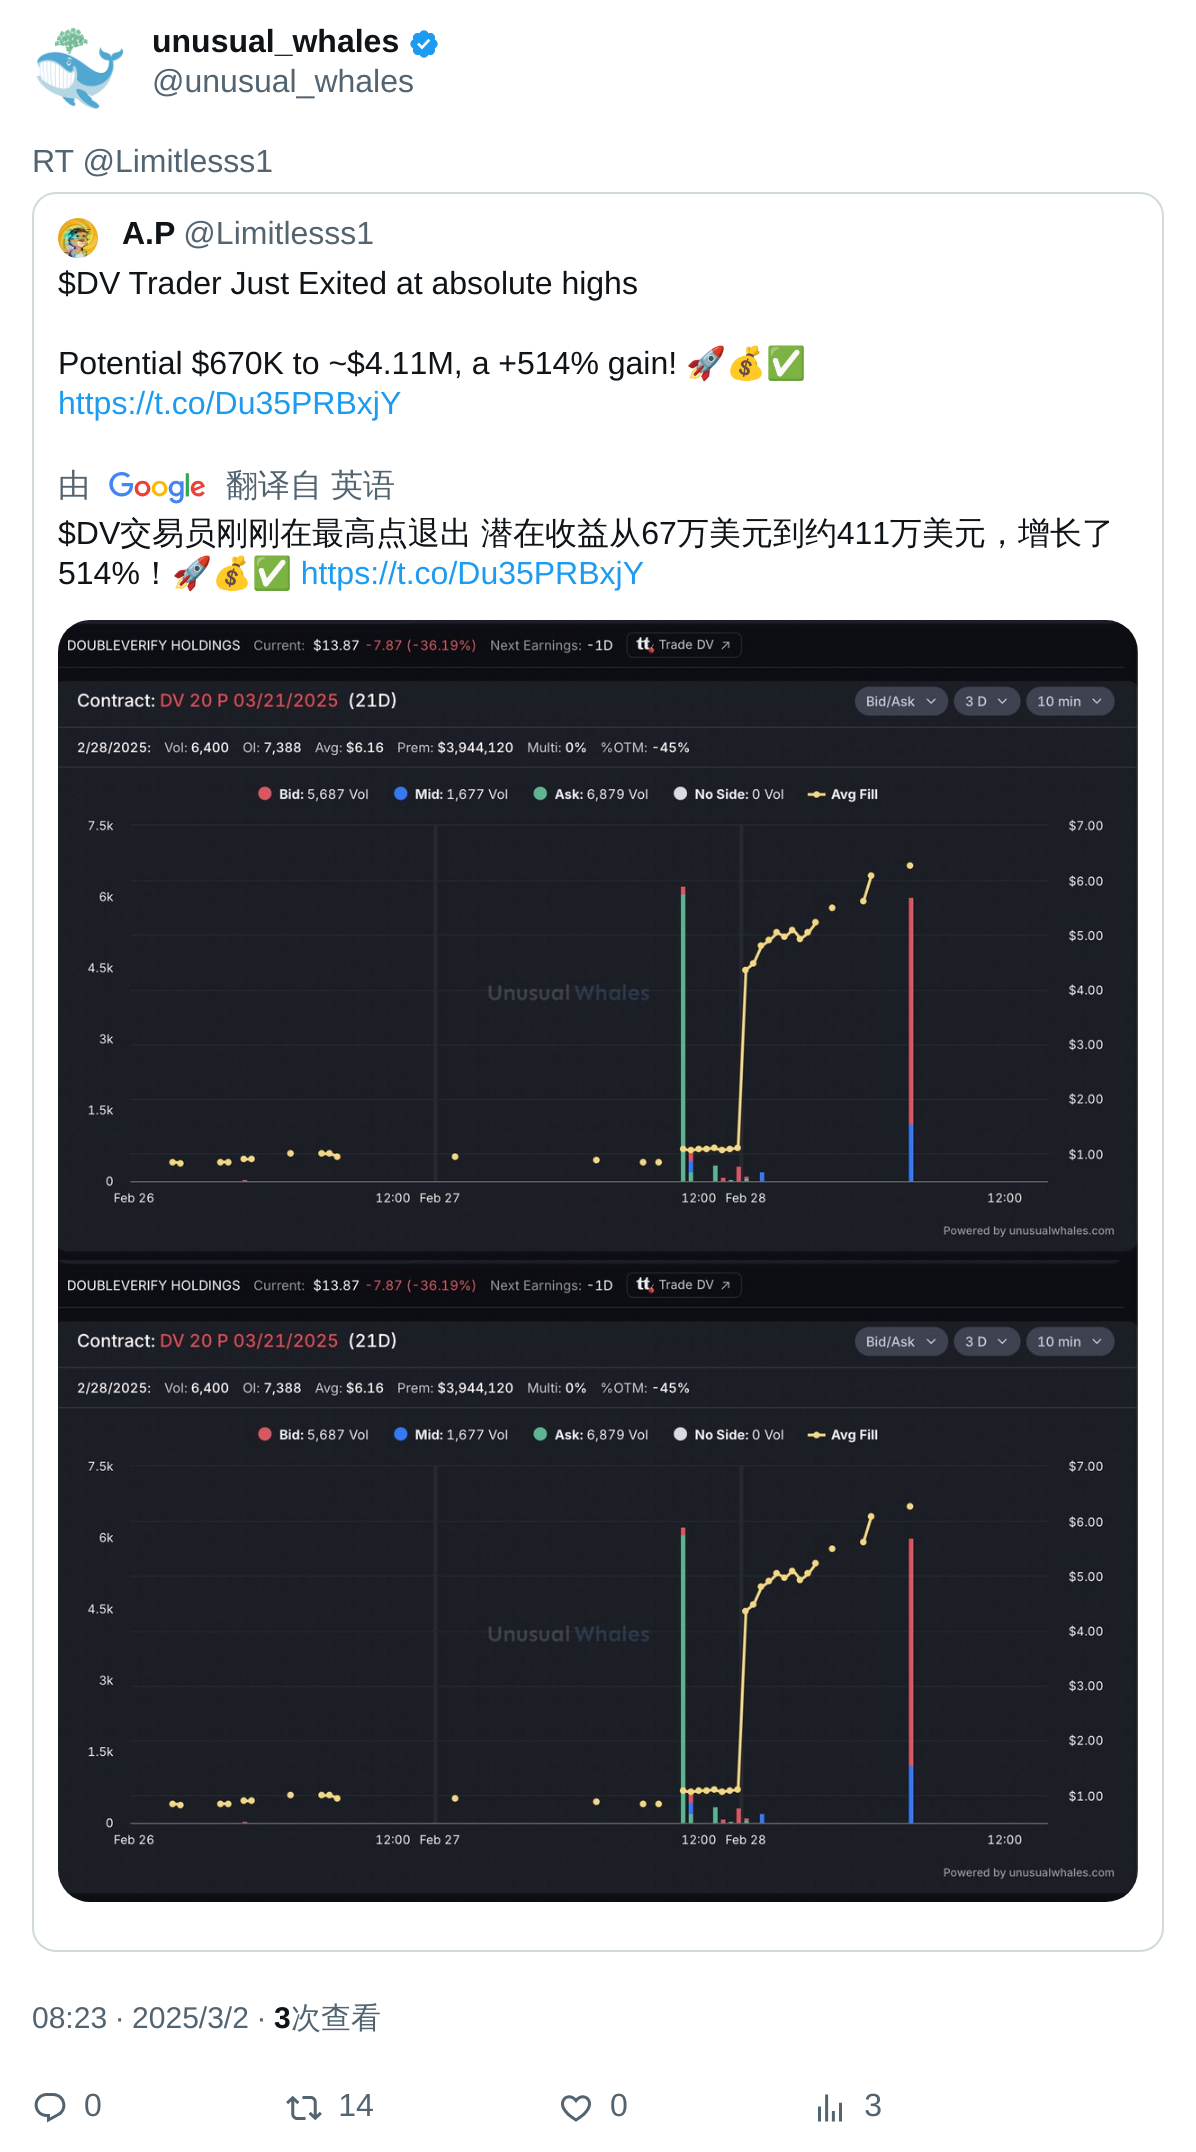 unusual_whales
@unusual_whales
RT @Limitlesss1
A.P @Limitlesss1
$DV Trader Just Exited at absolute highs
Potential $670K to ~$4.11M, a +514% gain! 🚀💰✅
https://t.co/Du35PRBxjY
由 Google 翻译自 英语
$DV交易员刚刚在最高点退出 潜在收益从67万美元到约411万美元，增长了
514%！🚀💰✅ https://t.co/Du35PRBxjY
DOUBLEVERIFY HOLDINGS Current: $13.87 -7.87 (-36.19%) Next Earnings: -1D tt Trade DV ↗
Contract: DV 20 P 03/21/2025 (21D) Bid/Ask 3 D 10 min
2/28/2025: Vol: 6,400 OI: 7,388 Avg: $6.16 Prem: $3,944,120 Multi: 0% %OTM: -45%
Bid: 5,687 Vol Mid: 1,677 Vol Ask: 6,879 Vol No Side: 0 Vol Avg Fill
7.5k $7.00
$6.00
6k
$5.00
4.5k
Unusual Whales
$4.00
3k $3.00
$2.00
1.5k
$1.00
0
Feb 26 12:00 Feb 27 12:00 Feb 28 12:00
Powered by unusualwhales.com
DOUBLEVERIFY HOLDINGS Current: $13.87 -7.87 (-36.19%) Next Earnings: -1D tt Trade DV ↗
Contract: DV 20 P 03/21/2025 (21D) Bid/Ask 3 D 10 min
2/28/2025: Vol: 6,400 OI: 7,388 Avg: $6.16 Prem: $3,944,120 Multi: 0% %OTM: -45%
Bid: 5,687 Vol Mid: 1,677 Vol Ask: 6,879 Vol No Side: 0 Vol Avg Fill
7.5k $7.00
$6.00
6k
$5.00
4.5k
Unusual Whales
$4.00
3k $3.00
$2.00
1.5k
$1.00
0
Feb 26 12:00 Feb 27 12:00 Feb 28 12:00
Powered by unusualwhales.com
08:23 · 2025/3/2 · 3次查看
0 14 0 3